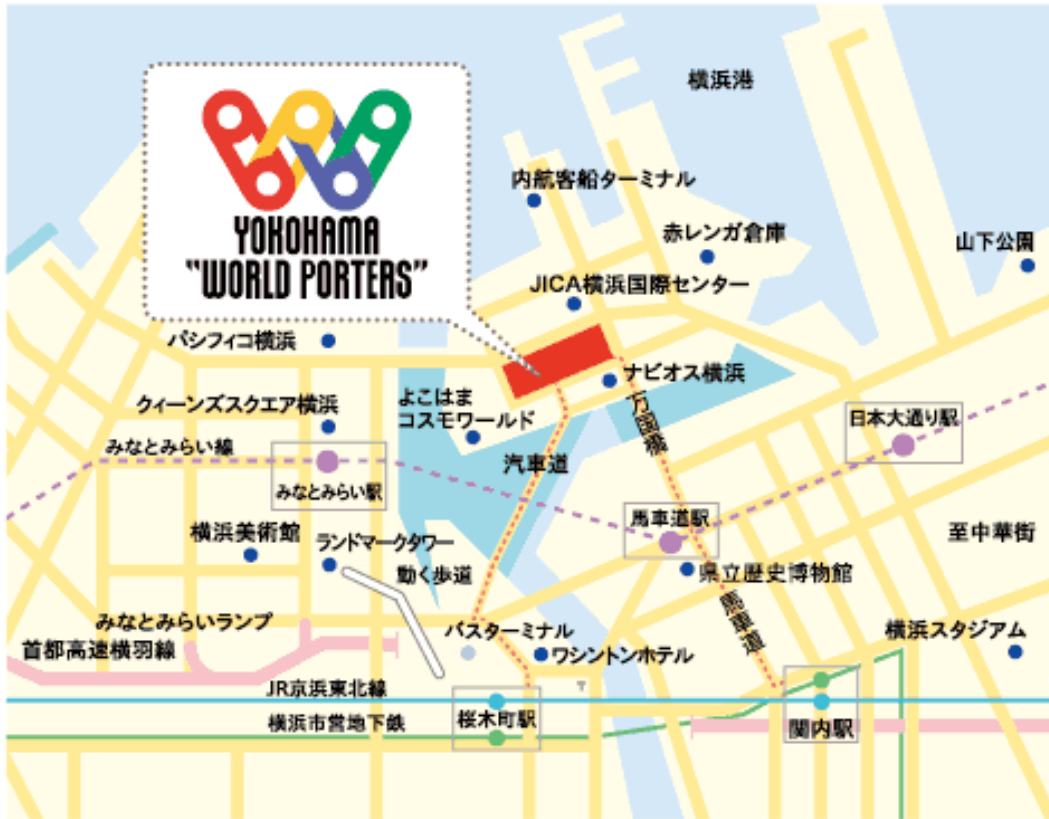 横浜港
YOKOHAMA
"WORLD PORTERS"
内航客船ターミナル
赤レンガ倉庫
山下公園
JICA横浜国際センター
パシフィコ横浜
ナビオス横浜
よこはま
コスモワールド
クィーンズスクエア横浜
万国橋
日本大通り駅
みなとみらい線
汽車道
みなとみらい駅
馬車道駅
横浜美術館
ランドマークタワー
至中華街
動く歩道
県立歴史博物館
馬車道
みなとみらいランプ
バスターミナル
横浜スタジアム
首都高速横羽線
ワシントンホテル
JR京浜東北線
〒
横浜市営地下鉄
桜木町駅
関内駅